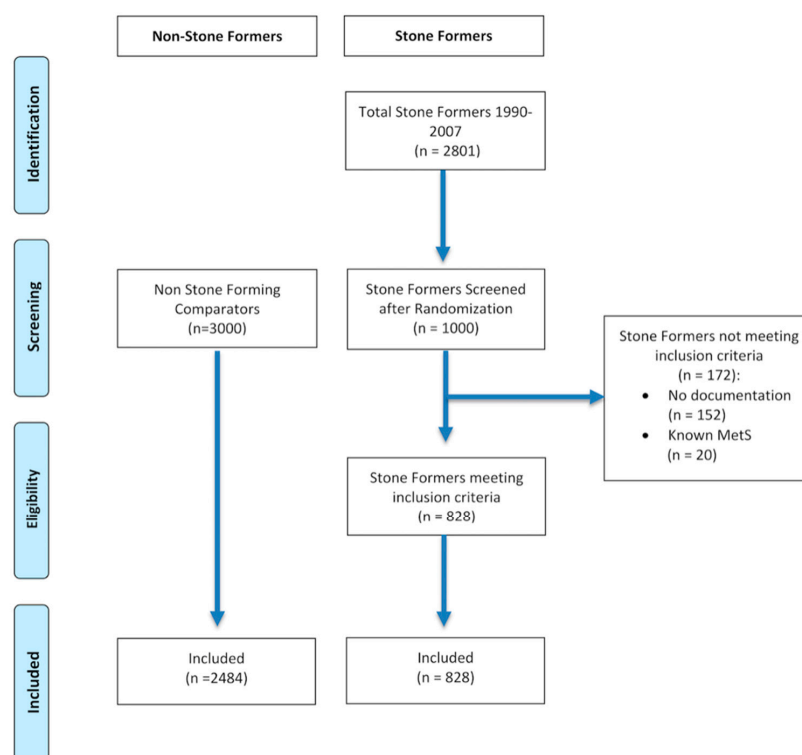 Non-Stone Formers
Stone Formers
Identification
Total Stone Formers 1990-
2007
(n = 2801)
Screening
Non Stone Forming
Comparators
(n=3000)
Stone Formers Screened
after Randomization
(n = 1000)
Stone Formers not meeting
inclusion criteria
(n = 172):
• No documentation
(n = 152)
• Known MetS
(n = 20)
Eligibility
Stone Formers meeting
inclusion criteria
(n = 828)
Included
Included
(n =2484)
Included
(n = 828)